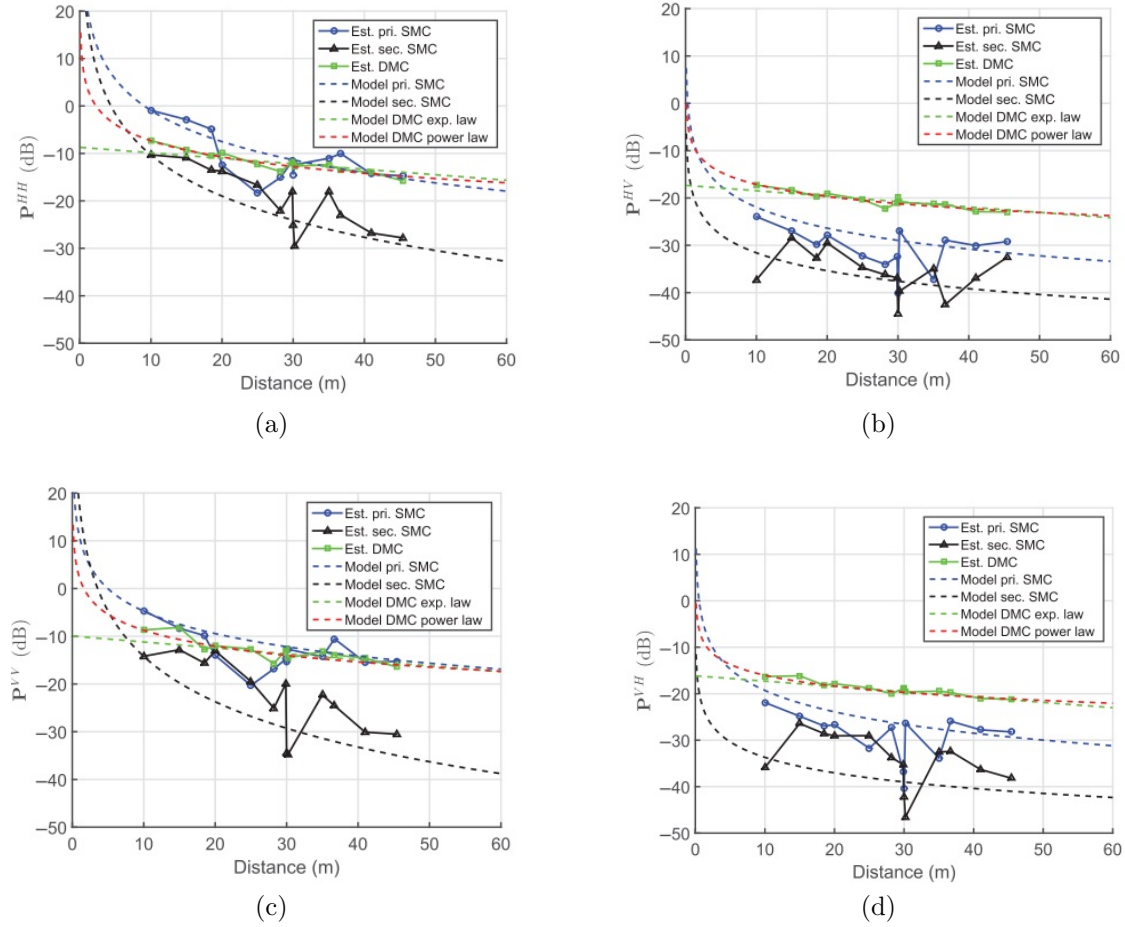 20
10
0
−10
−20
−30
−40
−50
0 10 20 30 40 50 60
P^{HH} (dB)
Distance (m)
Est. pri. SMC
Est. sec. SMC
Est. DMC
Model pri. SMC
Model sec. SMC
Model DMC exp. law
Model DMC power law
(a)
20
10
0
−10
−20
−30
−40
−50
0 10 20 30 40 50 60
P^{HV} (dB)
Distance (m)
Est. pri. SMC
Est. sec. SMC
Est. DMC
Model pri. SMC
Model sec. SMC
Model DMC exp. law
Model DMC power law
(b)
20
10
0
−10
−20
−30
−40
−50
0 10 20 30 40 50 60
P^{VV} (dB)
Distance (m)
Est. pri. SMC
Est. sec. SMC
Est. DMC
Model pri. SMC
Model sec. SMC
Model DMC exp. law
Model DMC power law
(c)
20
10
0
−10
−20
−30
−40
−50
0 10 20 30 40 50 60
P^{VH} (dB)
Distance (m)
Est. pri. SMC
Est. sec. SMC
Est. DMC
Model pri. SMC
Model sec. SMC
Model DMC exp. law
Model DMC power law
(d)